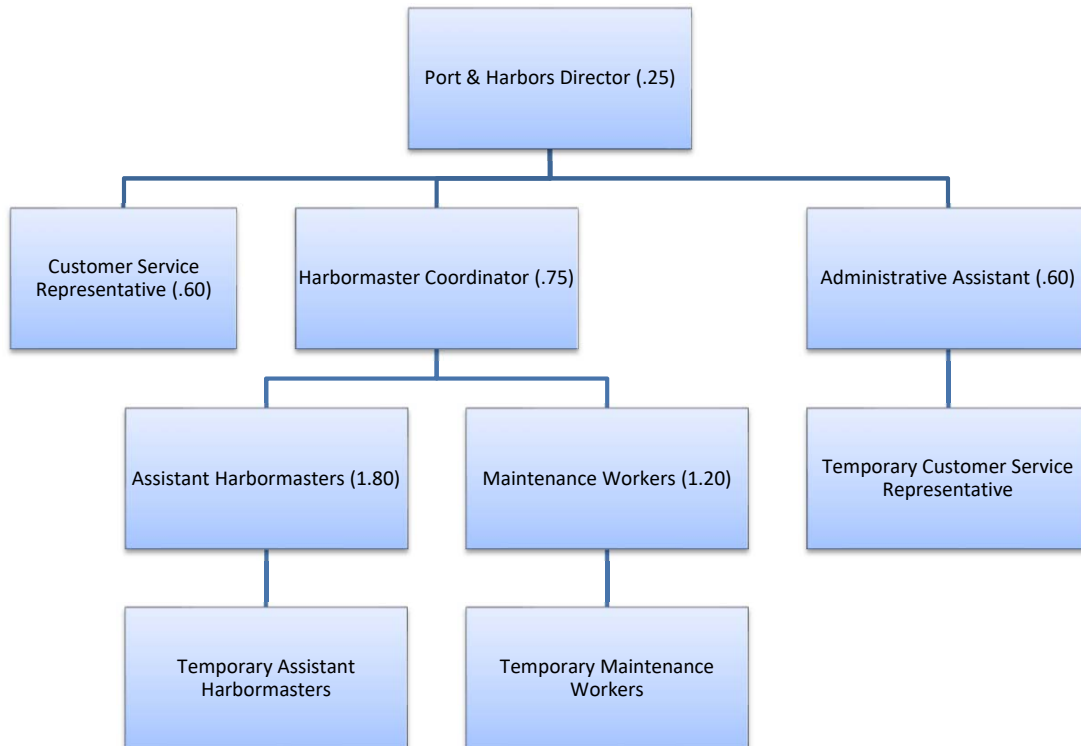 Port & Harbors Director (.25)
Customer Service
Representative (.60)
Harbormaster Coordinator (.75)
Administrative Assistant (.60)
Assistant Harbormasters (1.80)
Maintenance Workers (1.20)
Temporary Customer Service
Representative
Temporary Assistant
Harbormasters
Temporary Maintenance
Workers